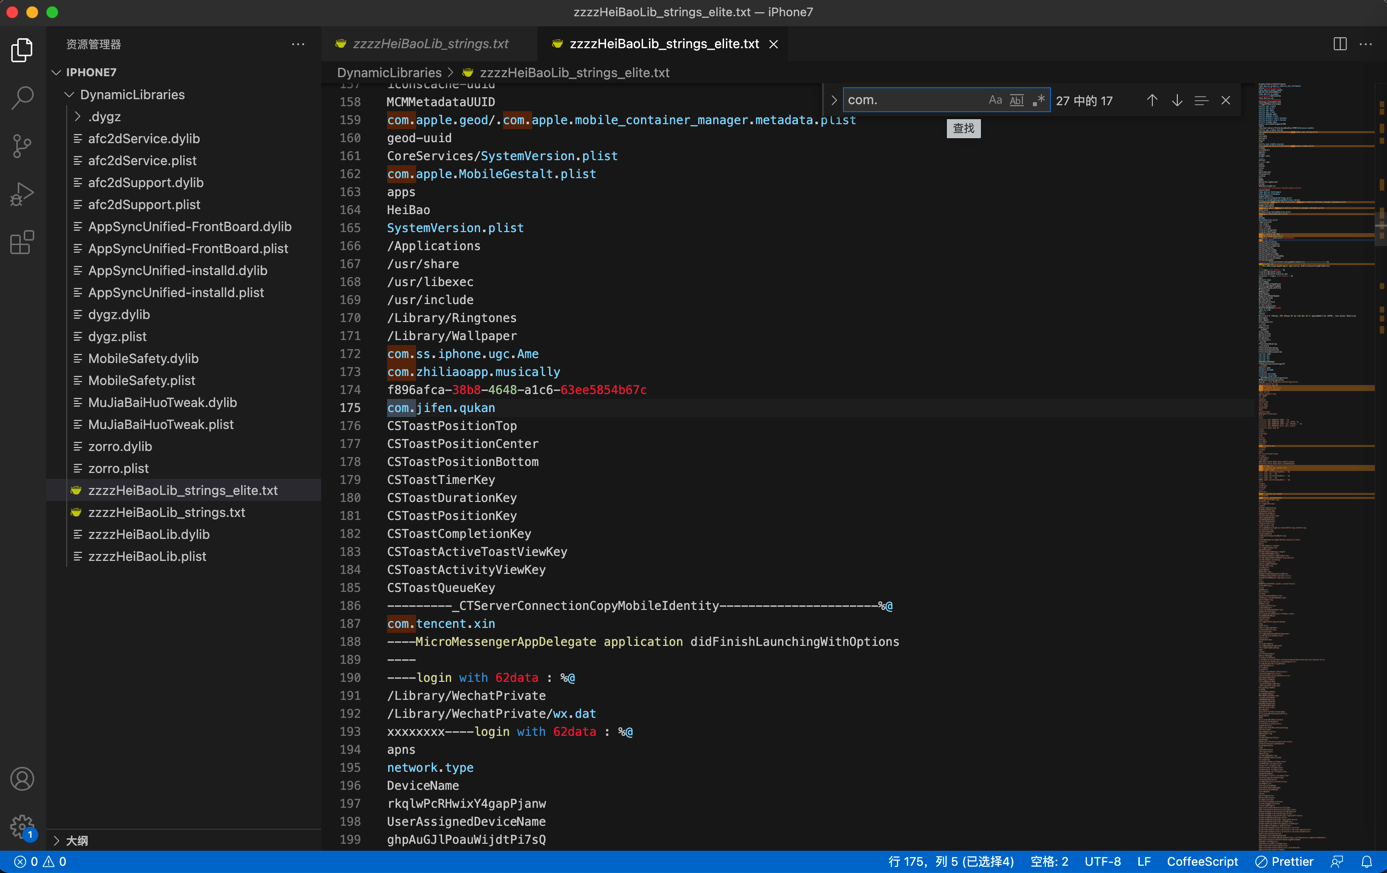 zzzzHeiBaoLib_strings_elite.txt — iPhone7
资源管理器
zzzzHeiBaoLib_strings.txt
zzzzHeiBaoLib_strings_elite.txt
IPHONE7
DynamicLibraries
.dygz
afc2dService.dylib
afc2dService.plist
afc2dSupport.dylib
afc2dSupport.plist
AppSyncUnified-FrontBoard.dylib
AppSyncUnified-FrontBoard.plist
AppSyncUnified-installd.dylib
AppSyncUnified-installd.plist
dygz.dylib
dygz.plist
MobileSafety.dylib
MobileSafety.plist
MuJiaBaiHuoTweak.dylib
MuJiaBaiHuoTweak.plist
zorro.dylib
zorro.plist
zzzzHeiBaoLib_strings_elite.txt
zzzzHeiBaoLib_strings.txt
zzzzHeiBaoLib.dylib
zzzzHeiBaoLib.plist
大纲
DynamicLibraries > zzzzHeiBaoLib_strings_elite.txt
com.
Aa Abl .*
27 中的 17
查找
157 iconscache-uuid
158 MCMMetadataUUID
159 com.apple.geod/.com.apple.mobile_container_manager.metadata.plist
160 geod-uuid
161 CoreServices/SystemVersion.plist
162 com.apple.MobileGestalt.plist
163 apps
164 HeiBao
165 SystemVersion.plist
166 /Applications
167 /usr/share
168 /usr/libexec
169 /usr/include
170 /Library/Ringtones
171 /Library/Wallpaper
172 com.ss.iphone.ugc.Ame
173 com.zhiliaoapp.musically
174 f896afca-38b8-4648-a1c6-63ee5854b67c
175 com.jifen.qukan
176 CSToastPositionTop
177 CSToastPositionCenter
178 CSToastPositionBottom
179 CSToastTimerKey
180 CSToastDurationKey
181 CSToastPositionKey
182 CSToastCompletionKey
183 CSToastActiveToastViewKey
184 CSToastActivityViewKey
185 CSToastQueueKey
186 ---------_CTServerConnectionCopyMobileIdentity----------------------%@
187 com.tencent.xin
188 ----MicroMessengerAppDelegate application didFinishLaunchingWithOptions
189 ----
190 ----login with 62data : %@
191 /Library/WechatPrivate
192 /Library/WechatPrivate/wx.dat
193 xxxxxxxx----login with 62data : %@
194 apns
195 network.type
196 DeviceName
197 rkqlwPcRHwixY4gapPjanw
198 UserAssignedDeviceName
199 ghpAuGJlPoauWijdtPi7sQ
1
0 0
行 175，列 5 (已选择4)
空格: 2
UTF-8
LF
CoffeeScript
Prettier